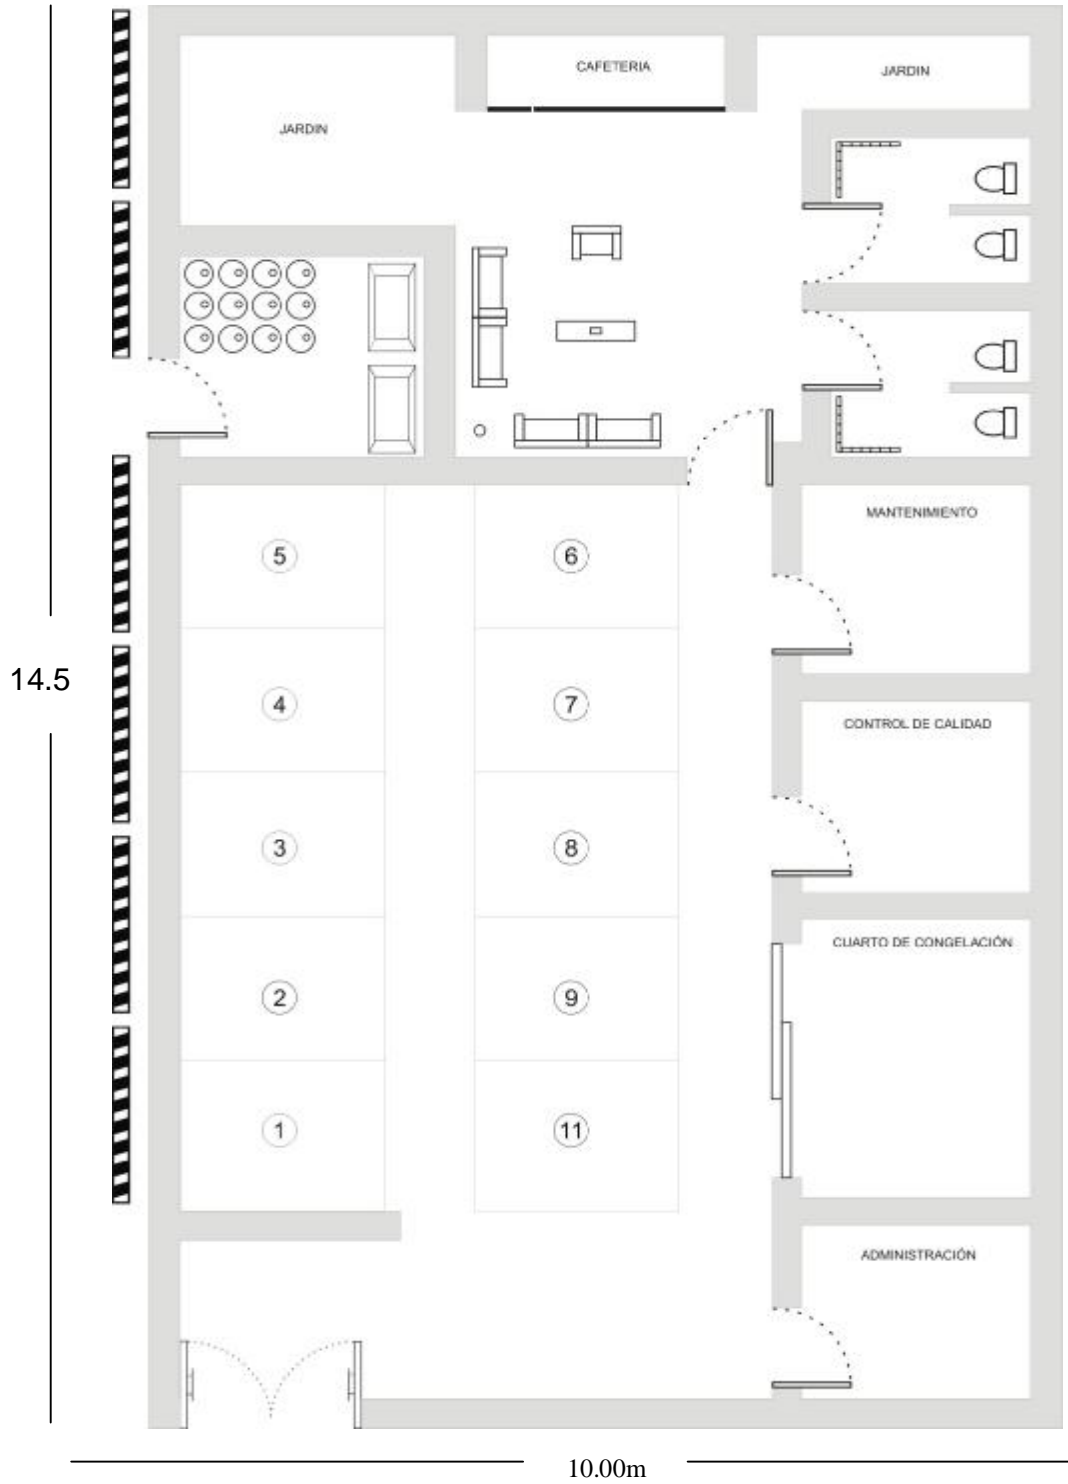 CAFETERIA
JARDIN
JARDIN
MANTENIMIENTO
5
6
14.5
4
7
CONTROL DE CALIDAD
3
8
CUARTO DE CONGELACIÓN
2
9
1
11
ADMINISTRACIÓN
10.00m